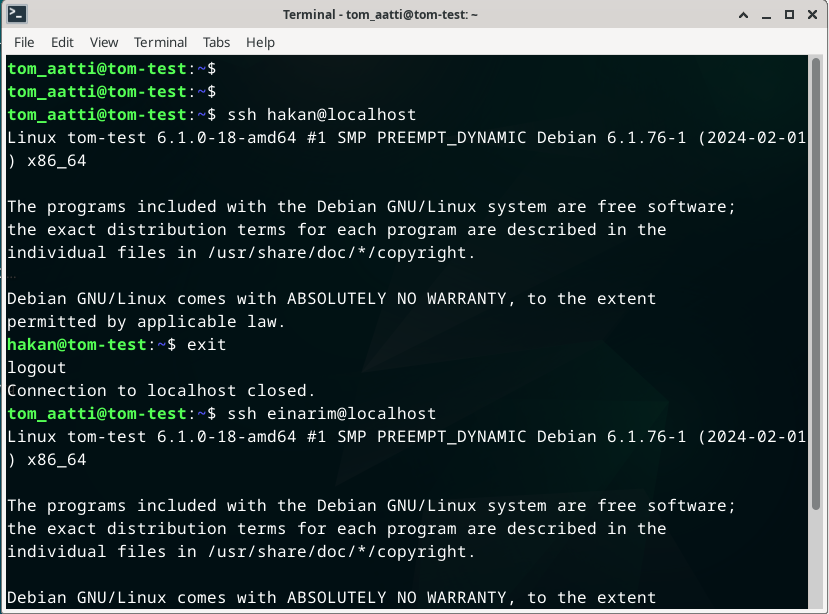 Terminal - tom_aatti@tom-test: ~
File Edit View Terminal Tabs Help
tom_aatti@tom-test:~$
tom_aatti@tom-test:~$
tom_aatti@tom-test:~$ ssh hakan@localhost
Linux tom-test 6.1.0-18-amd64 #1 SMP PREEMPT_DYNAMIC Debian 6.1.76-1 (2024-02-01
) x86_64
The programs included with the Debian GNU/Linux system are free software;
the exact distribution terms for each program are described in the
individual files in /usr/share/doc/*/copyright.
Debian GNU/Linux comes with ABSOLUTELY NO WARRANTY, to the extent
permitted by applicable law.
hakan@tom-test:~$ exit
logout
Connection to localhost closed.
tom_aatti@tom-test:~$ ssh einarim@localhost
Linux tom-test 6.1.0-18-amd64 #1 SMP PREEMPT_DYNAMIC Debian 6.1.76-1 (2024-02-01
) x86_64
The programs included with the Debian GNU/Linux system are free software;
the exact distribution terms for each program are described in the
individual files in /usr/share/doc/*/copyright.
Debian GNU/Linux comes with ABSOLUTELY NO WARRANTY, to the extent